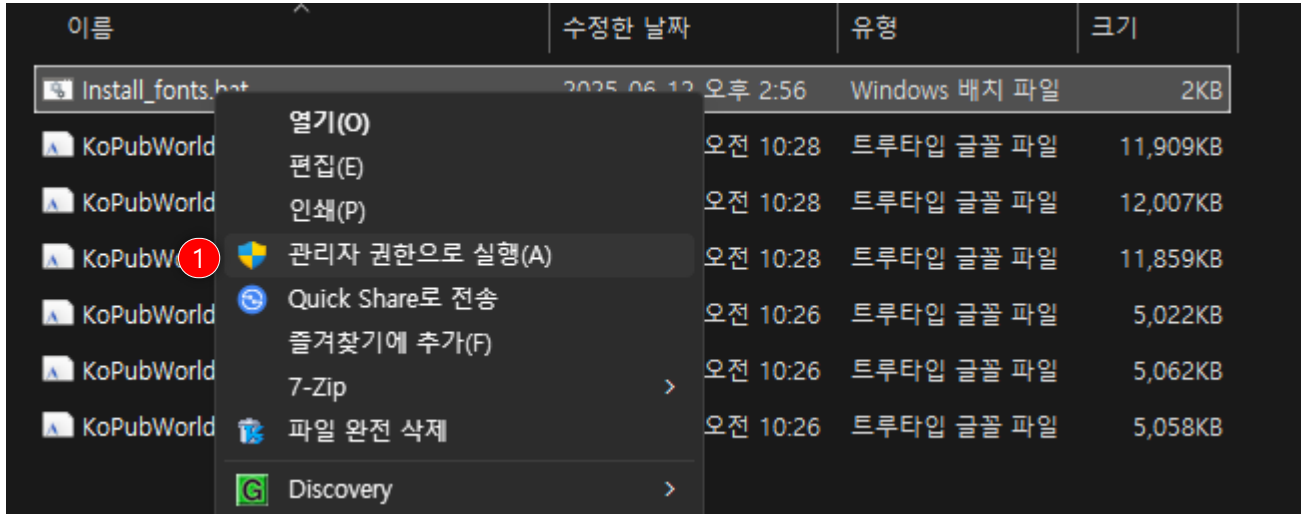 이름 수정한 날짜 유형 크기
Install_fonts.bat 2025-06-12 오후 2:56 Windows 배치 파일 2KB
열기(O)
KoPubWorld 오전 10:28 트루타입 글꼴 파일 11,909KB
편집(E)
KoPubWorld 오전 10:28 트루타입 글꼴 파일 12,007KB
인쇄(P)
1 관리자 권한으로 실행(A)
KoPubWo 오전 10:28 트루타입 글꼴 파일 11,859KB
Quick Share로 전송
KoPubWorld 오전 10:26 트루타입 글꼴 파일 5,022KB
즐겨찾기에 추가(F)
KoPubWorld 오전 10:26 트루타입 글꼴 파일 5,062KB
7-Zip
KoPubWorld 오전 10:26 트루타입 글꼴 파일 5,058KB
파일 완전 삭제
Discovery